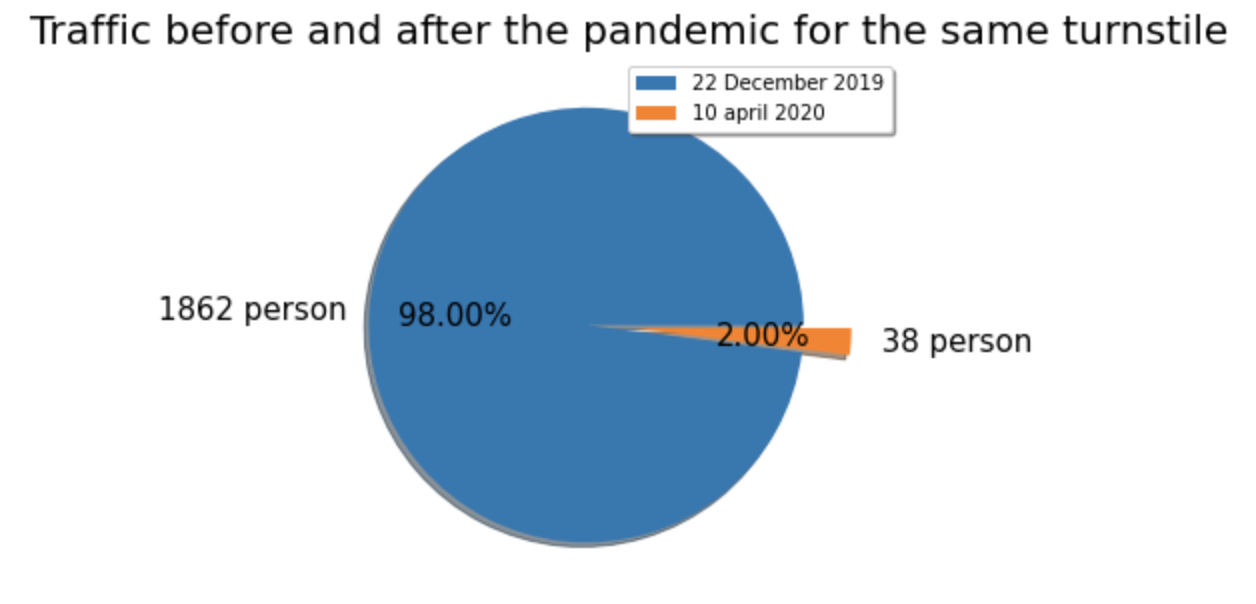 Traffic before and after the pandemic for the same turnstile
22 December 2019
10 april 2020
1862 person
98.00%
2.00%
38 person